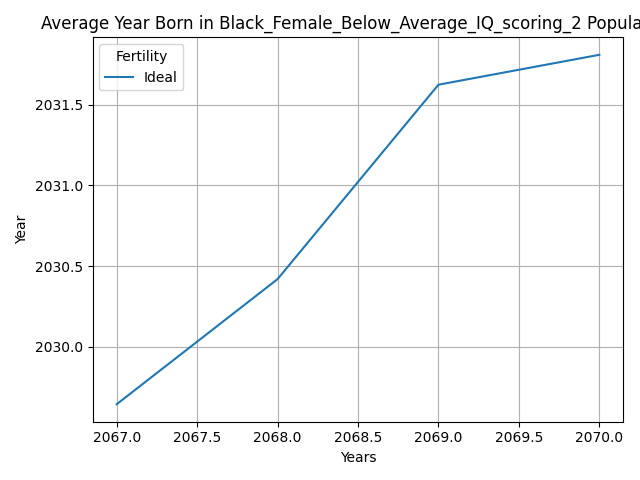 Average Year Born in Black_Female_Below_Average_IQ_scoring_2 Popula
Fertility
Ideal
2031.5
2031.0
2030.5
2030.0
Year
2067.0 2067.5 2068.0 2068.5 2069.0 2069.5 2070.0
Years